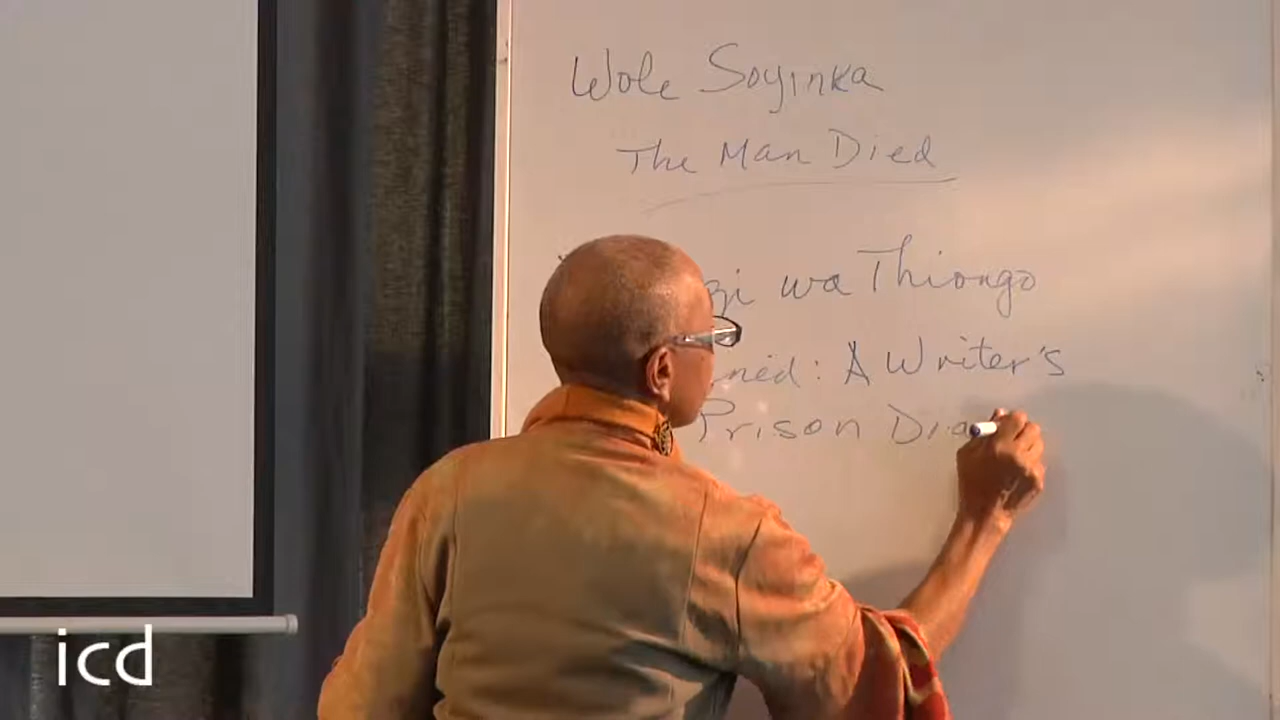 Wole Soyinka
The Man Died
wa Thiongo
: A Writer's
Prison
icd